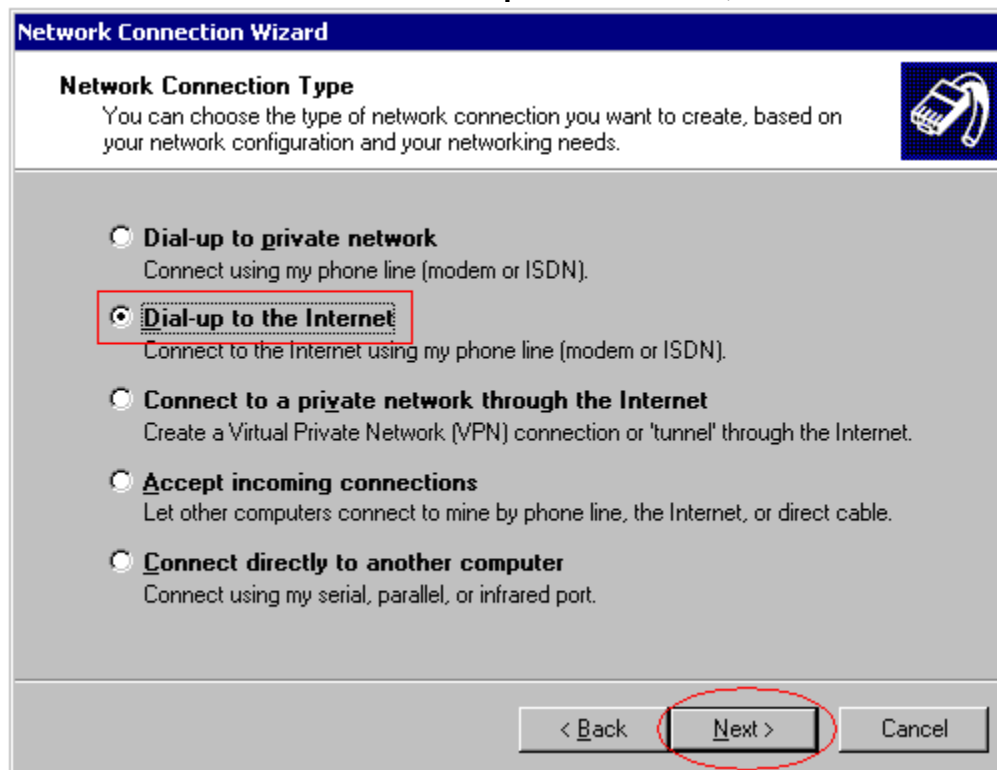 Network Connection Wizard
Network Connection Type
You can choose the type of network connection you want to create, based on
your network configuration and your networking needs.
Dial-up to private network
Connect using my phone line (modem or ISDN).
Dial-up to the Internet
Connect to the Internet using my phone line (modem or ISDN).
Connect to a private network through the Internet
Create a Virtual Private Network (VPN) connection or 'tunnel' through the Internet.
Accept incoming connections
Let other computers connect to mine by phone line, the Internet, or direct cable.
Connect directly to another computer
Connect using my serial, parallel, or infrared port.
< Back Next > Cancel